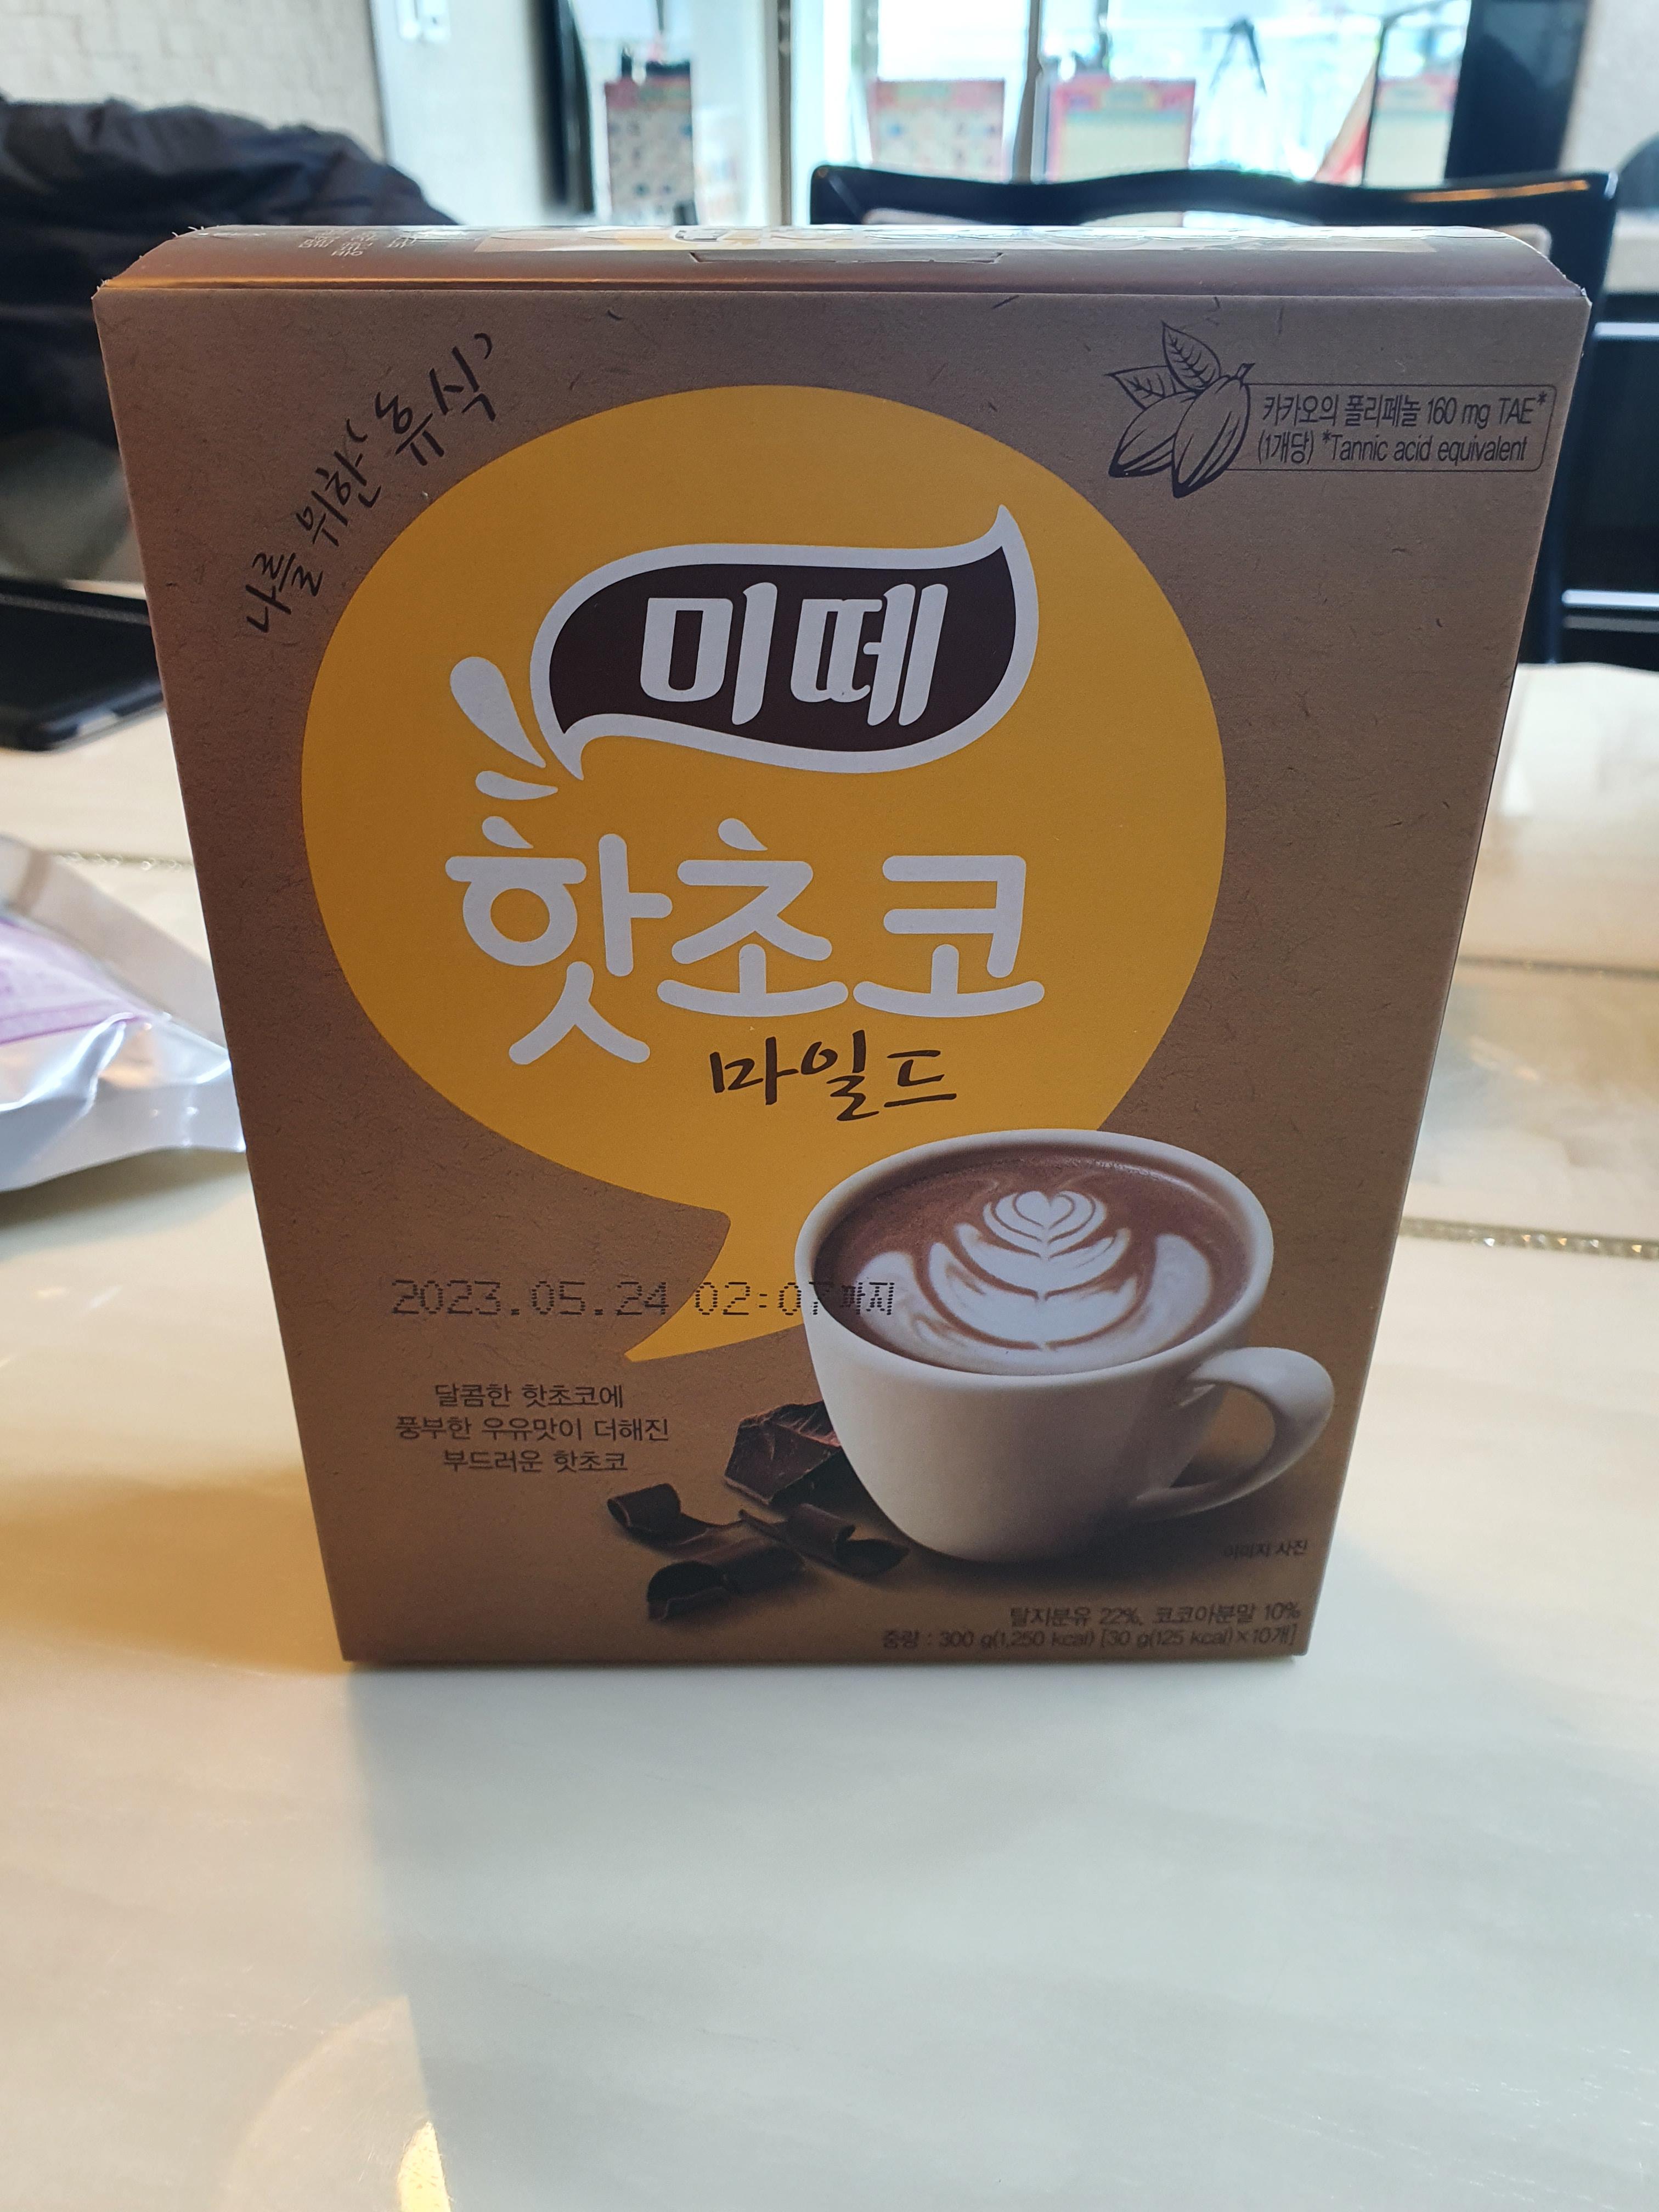 나를 위한 '휴식'
카카오의 폴리페놀 160 mg TAE*
(1개당) *Tannic acid equivalent
미떼
핫초코
마일드
2023.05.24 02:07까지
달콤한 핫초코에
풍부한 우유맛이 더해진
부드러운 핫초코
이미지 사진
탈지분유 22%, 코코아분말 10%
중량 : 300 g(1,250 kcal) [30 g(125 kcal)×10개]